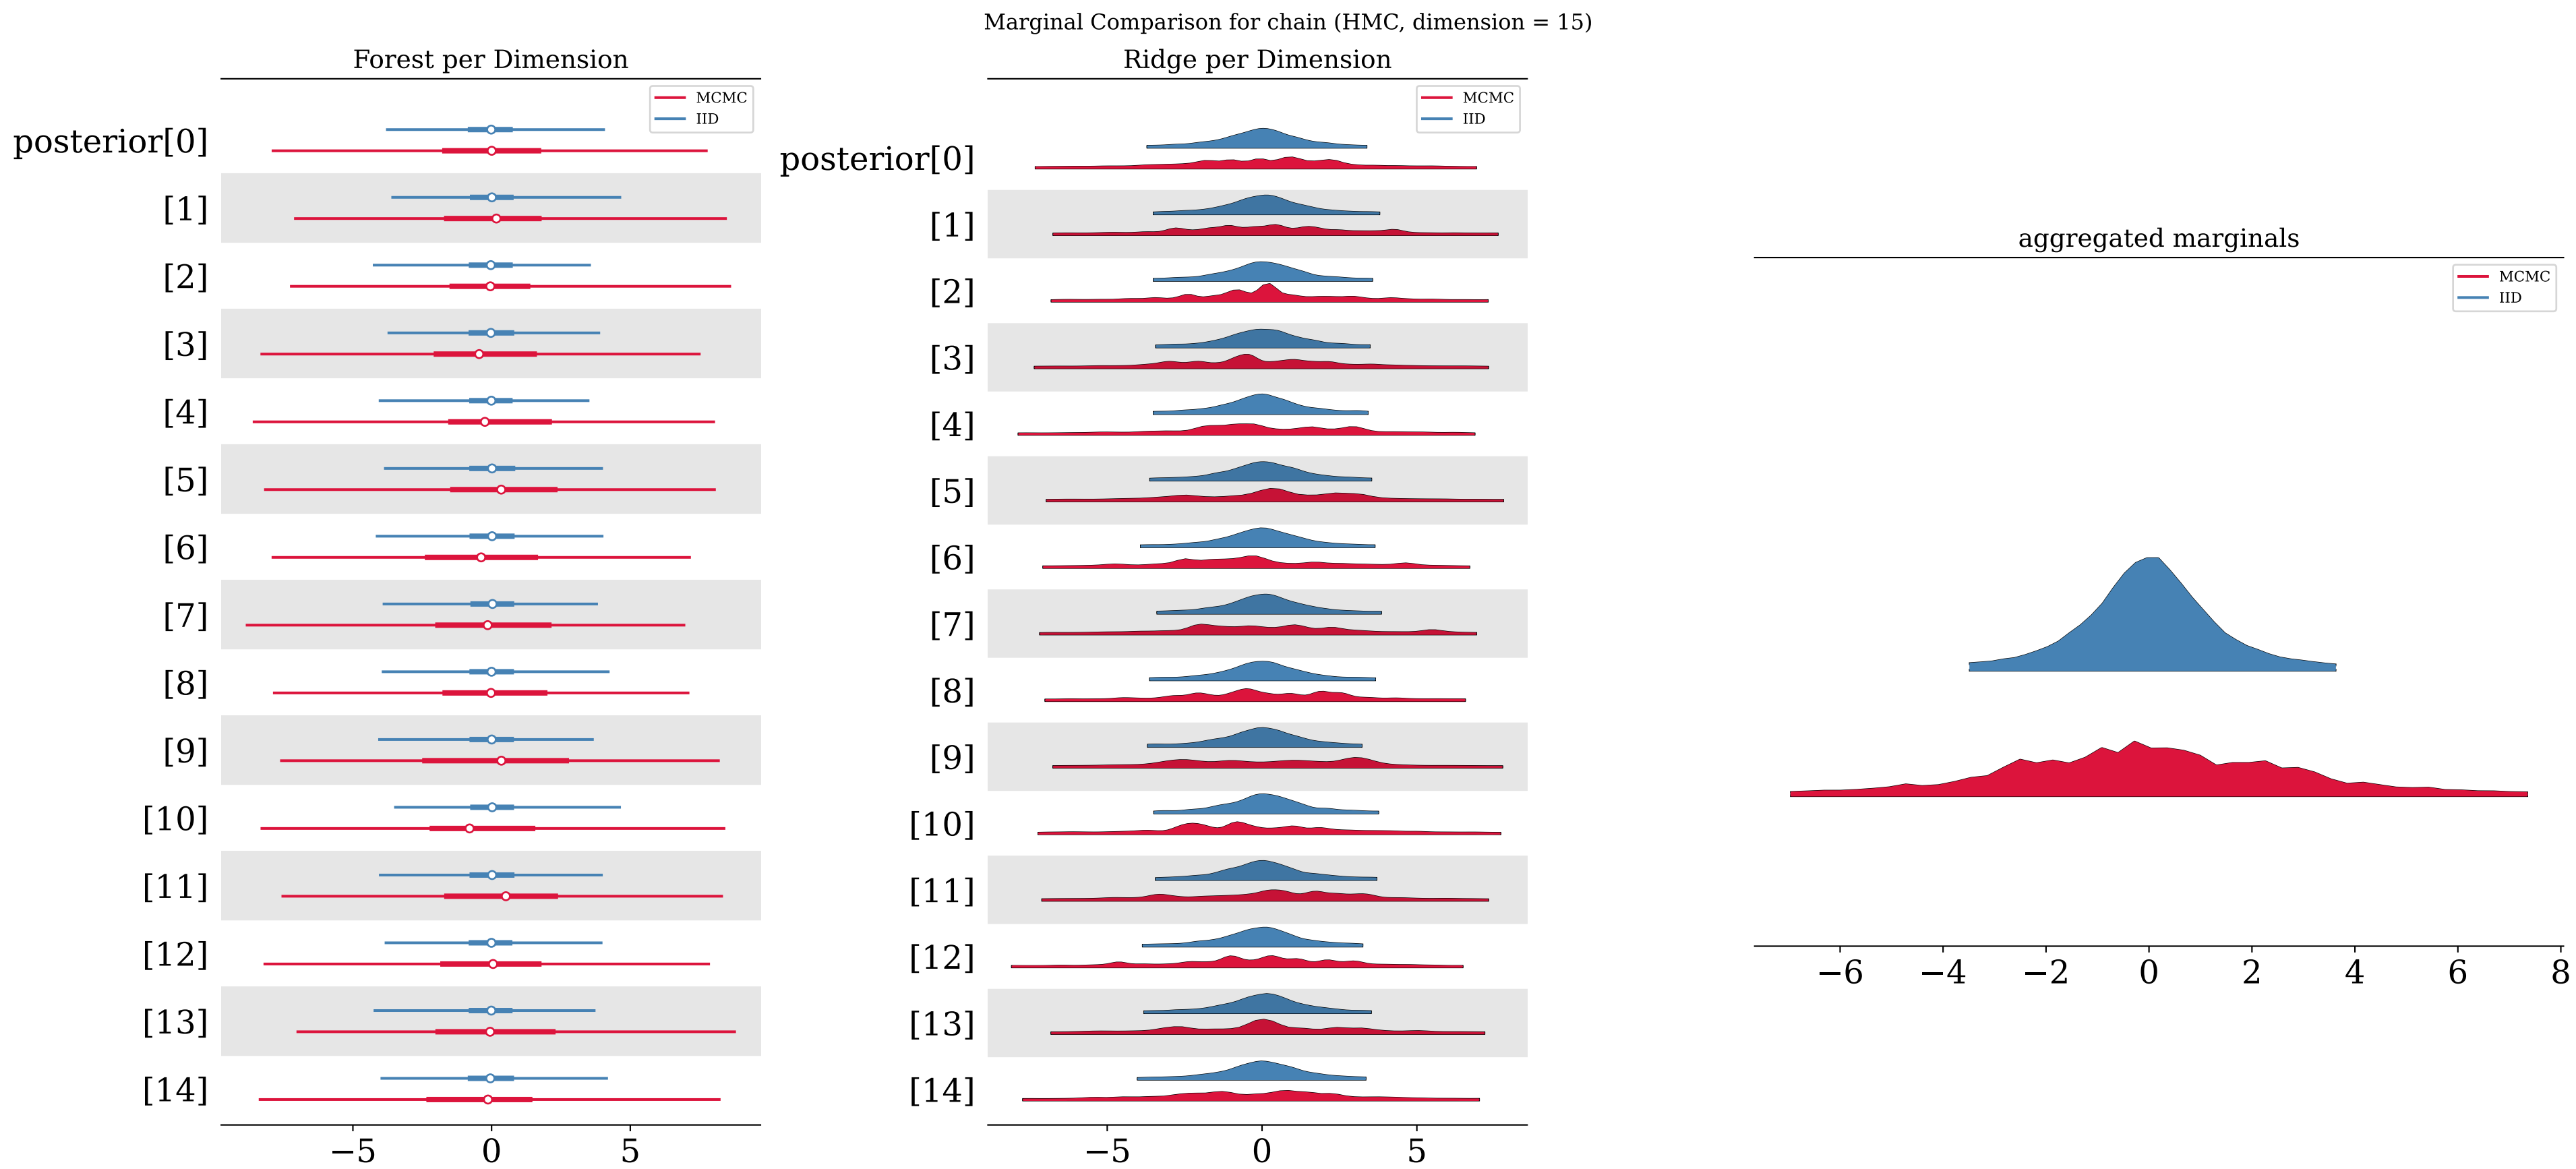 Marginal Comparison for chain (HMC, dimension = 15)
Forest per Dimension
MCMC
IID
posterior[0]
[1]
[2]
[3]
[4]
[5]
[6]
[7]
[8]
[9]
[10]
[11]
[12]
[13]
[14]
−5 0 5
Ridge per Dimension
MCMC
IID
posterior[0]
[1]
[2]
[3]
[4]
[5]
[6]
[7]
[8]
[9]
[10]
[11]
[12]
[13]
[14]
−5 0 5
aggregated marginals
MCMC
IID
−6 −4 −2 0 2 4 6 8